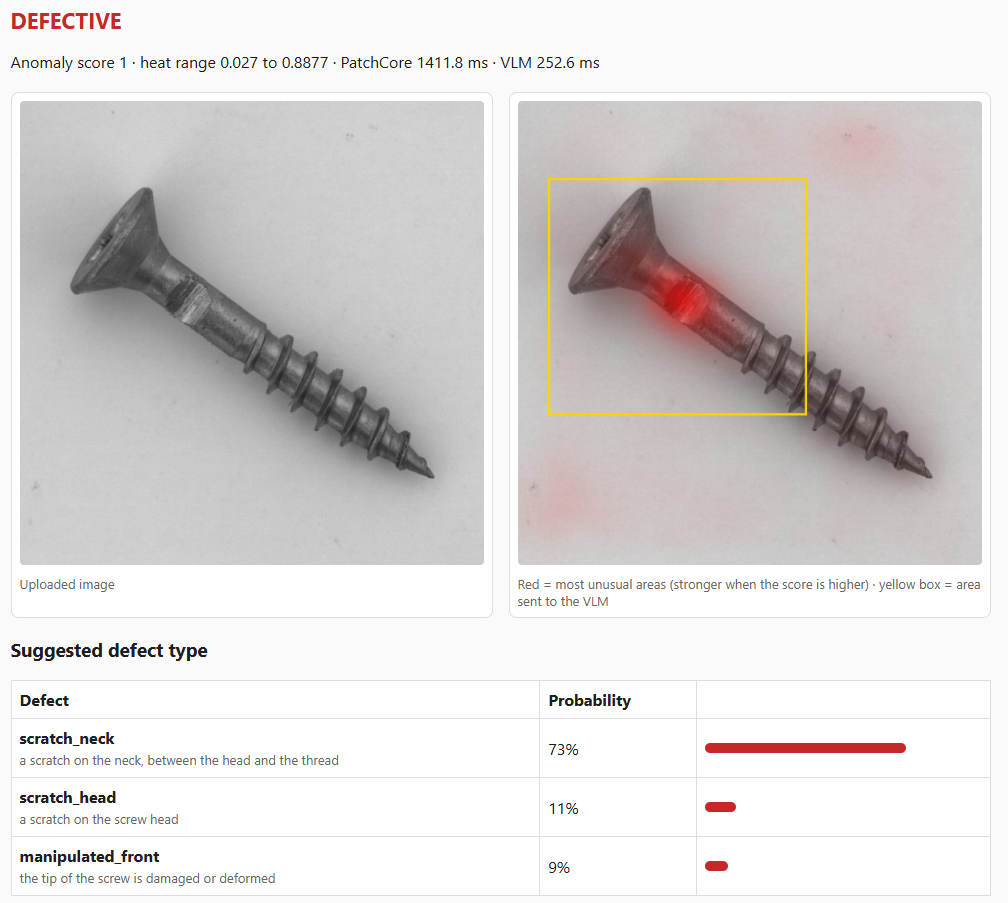 DEFECTIVE
Anomaly score 1 · heat range 0.027 to 0.8877 · PatchCore 1411.8 ms · VLM 252.6 ms
Uploaded image
Red = most unusual areas (stronger when the score is higher) · yellow box = area
sent to the VLM
Suggested defect type
Defect Probability
scratch_neck
a scratch on the neck, between the head and the thread
73%
scratch_head
a scratch on the screw head
11%
manipulated_front
the tip of the screw is damaged or deformed
9%